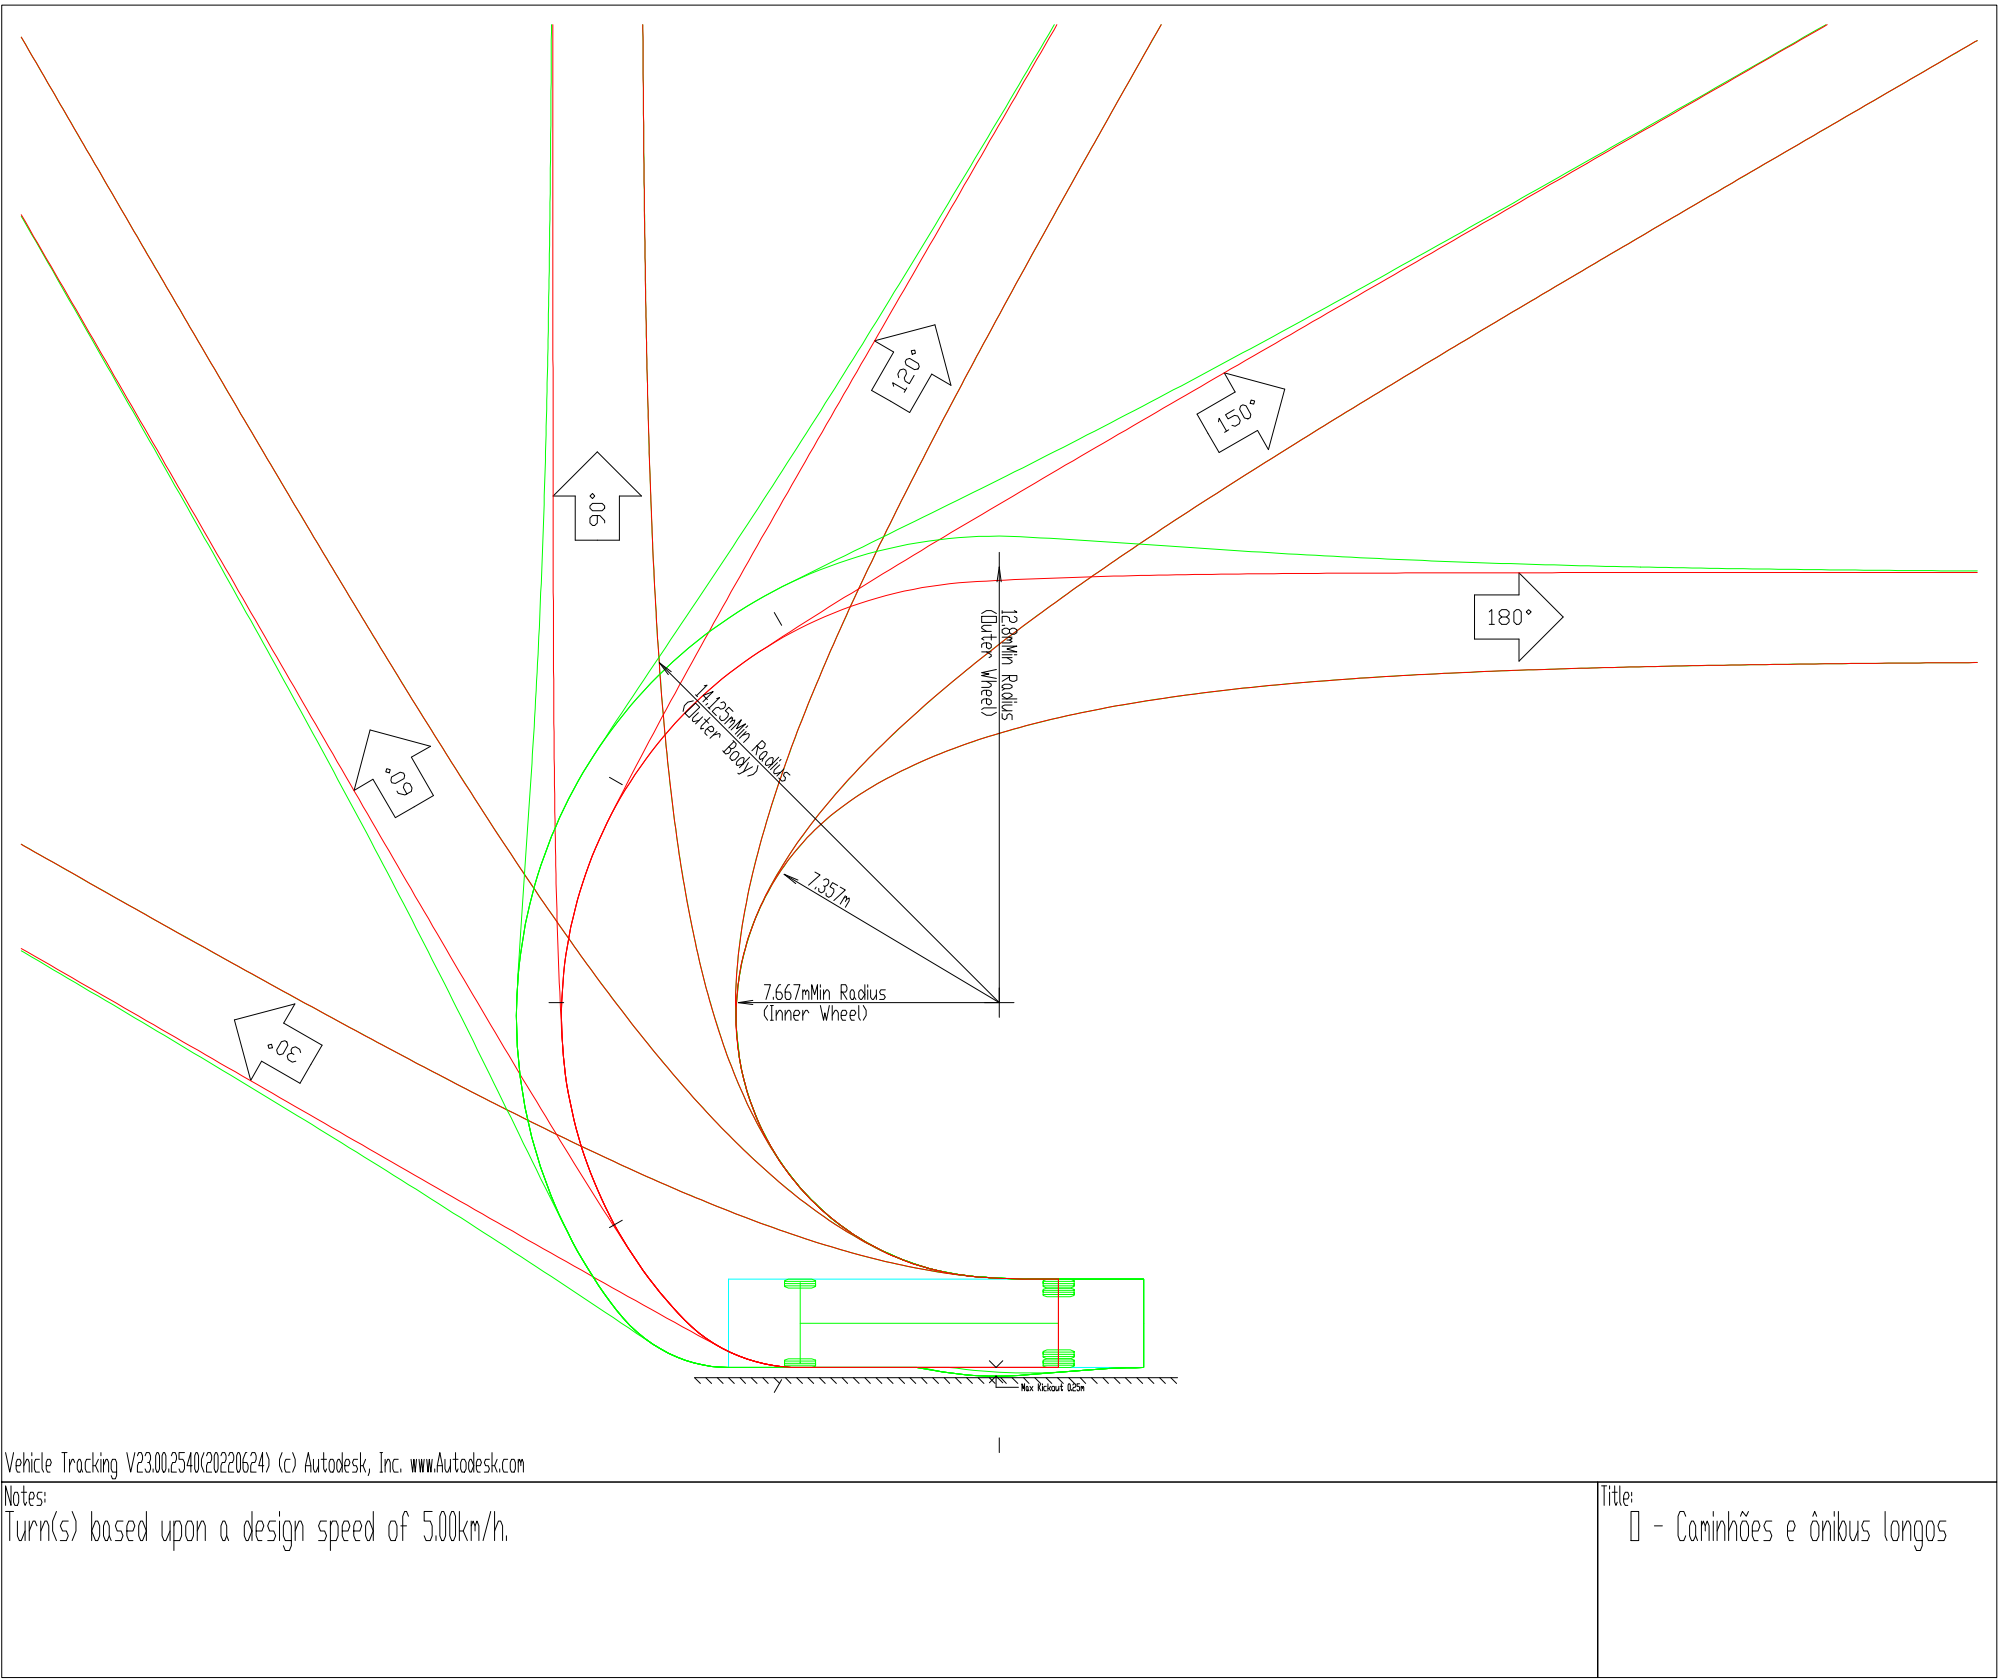 120°
150°
90°
180°
12.8mMin Radius
(▯uter Wheel)
14.125mMin Radius
(▯uter Body)
60°
7.357m
7.667mMin Radius
(Inner Wheel)
30°
Max Kickout 0.25m
Vehicle Tracking V23.00.2540(20220624) (c) Autodesk, Inc. www.Autodesk.com
Notes:
Turn(s) based upon a design speed of 5.00km/h.
Title:
▯ - Caminhões e ônibus longos